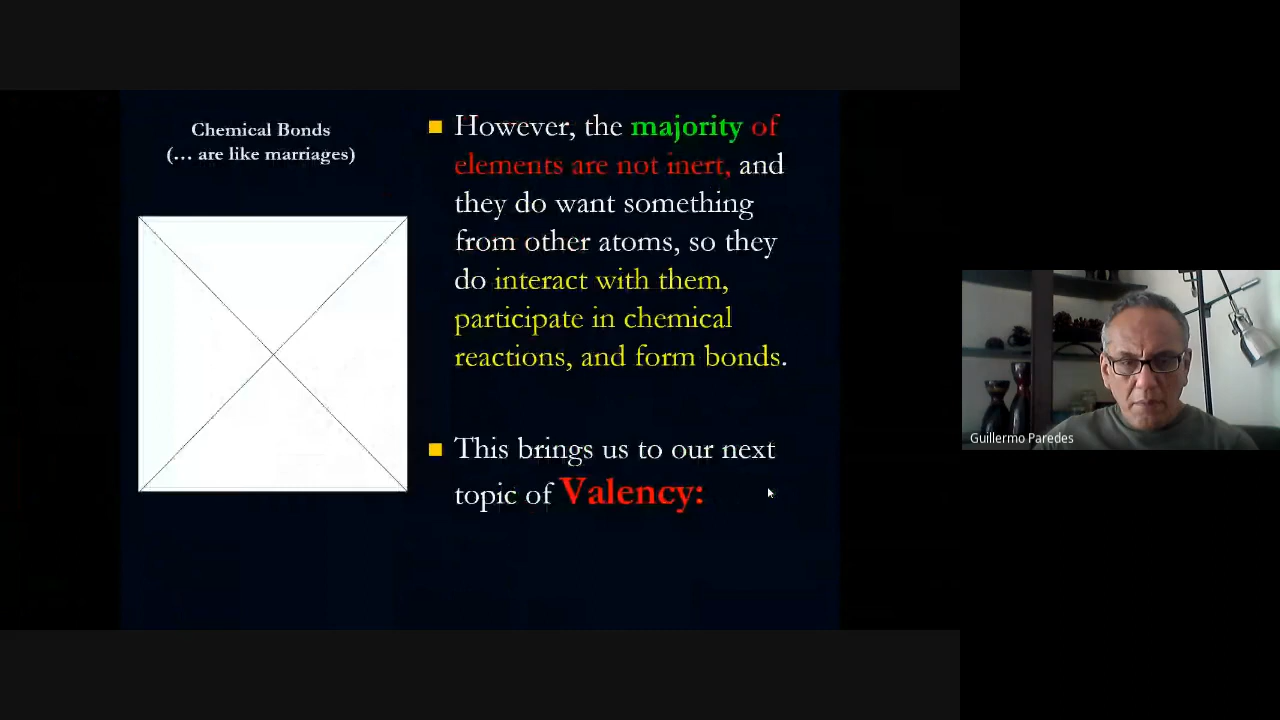 Chemical Bonds
(… are like marriages)
However, the majority of
elements are not inert, and
they do want something
from other atoms, so they
do interact with them,
participate in chemical
reactions, and form bonds.
This brings us to our next
topic of Valency:
Guillermo Paredes